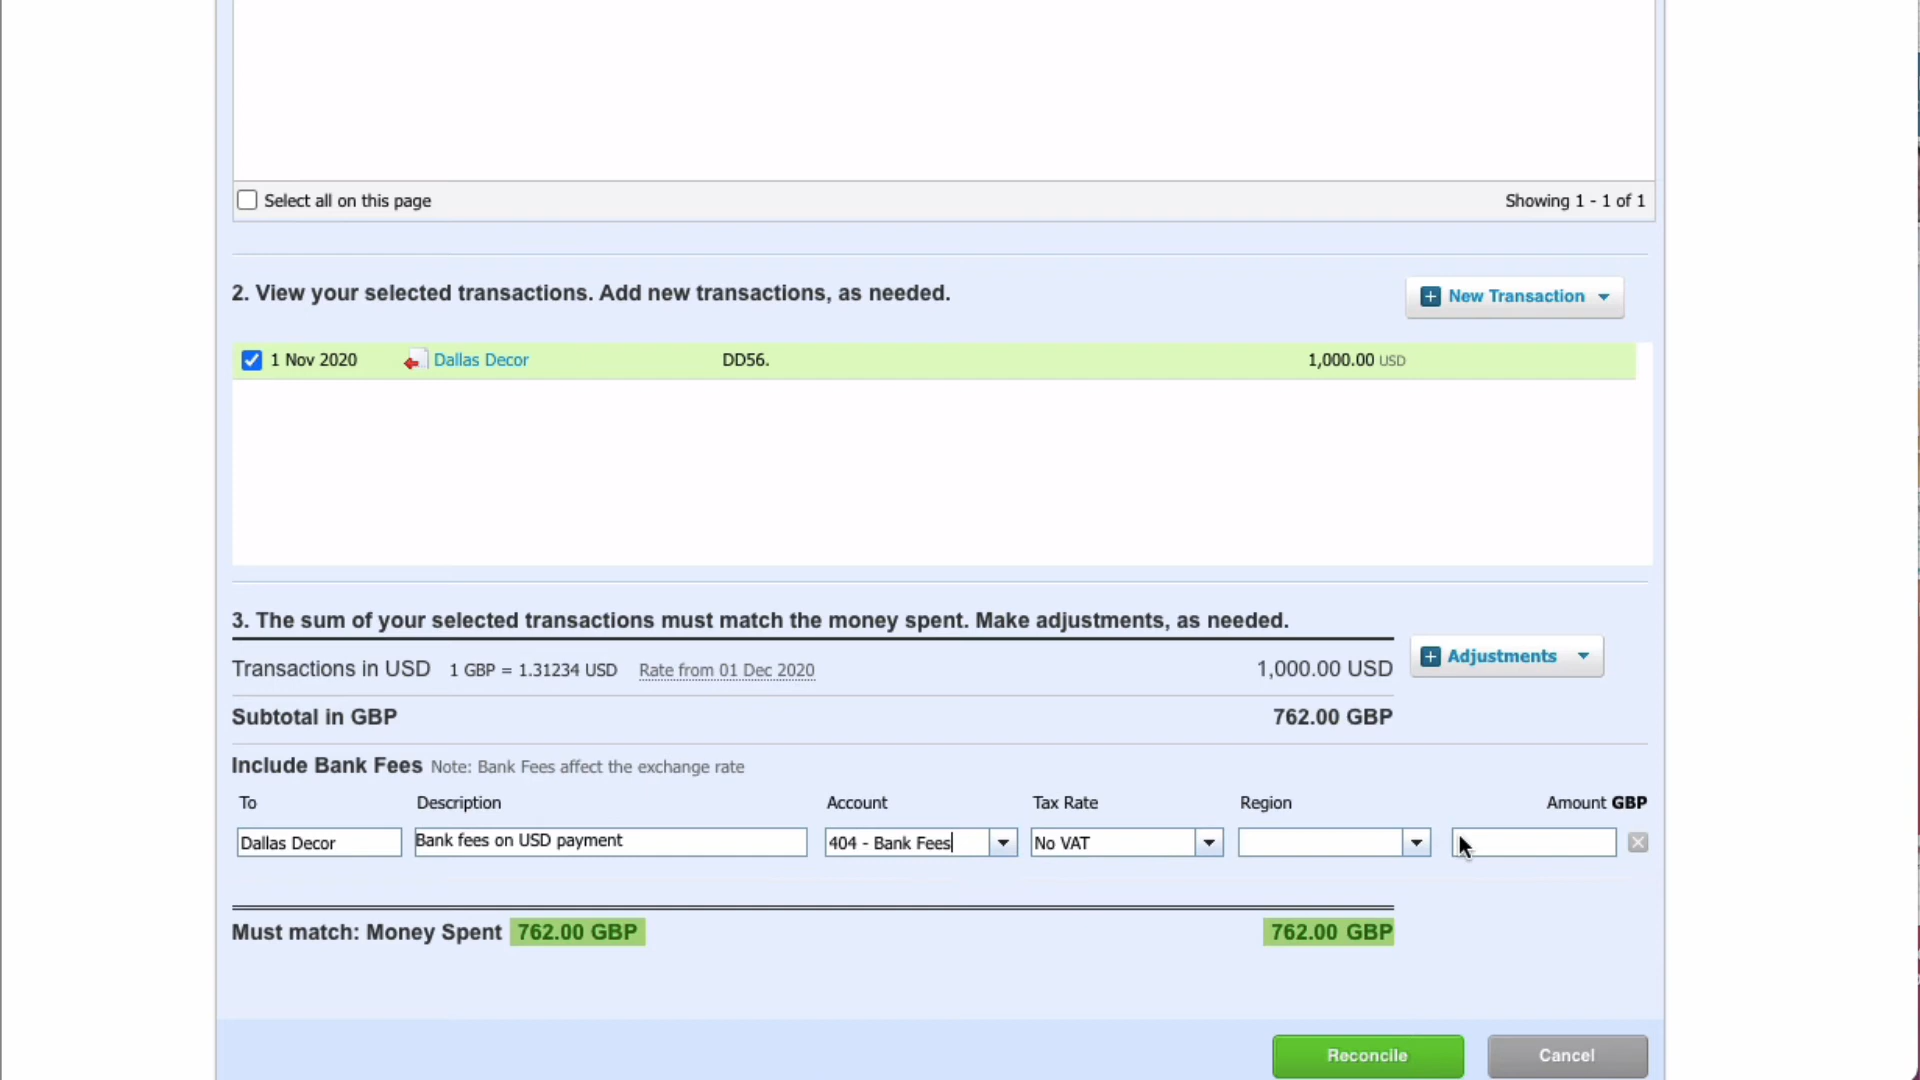 Select all on this page Showing 1 - 1 of 1
2. View your selected transactions. Add new transactions, as needed. New Transaction
1 Nov 2020 Dallas Decor DD56. 1,000.00 USD
3. The sum of your selected transactions must match the money spent. Make adjustments, as needed.
Adjustments
Transactions in USD 1 GBP = 1.31234 USD Rate from 01 Dec 2020 1,000.00 USD
Subtotal in GBP 762.00 GBP
Include Bank Fees Note: Bank Fees affect the exchange rate
To Description Account Tax Rate Region Amount GBP
Dallas Decor Bank fees on USD payment 404 - Bank Fees No VAT
Must match: Money Spent 762.00 GBP 762.00 GBP
Reconcile Cancel